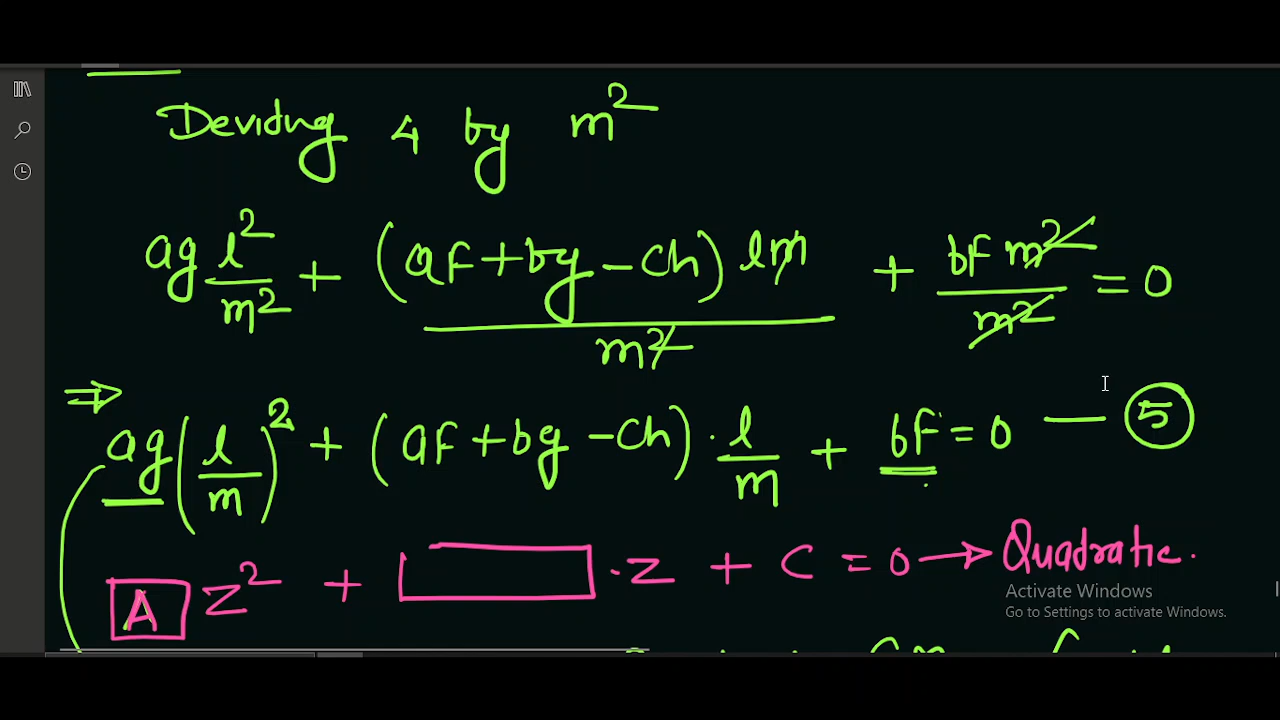 Deviding 4 by m²
ag l²/m² + (aF + bg - ch) lm/m² + bF m²/m² = 0
⇒ ag (l/m)² + (aF + bg - ch) · l/m + bF = 0 — ⑤
A z² + · z + C = 0 → Quadratic.
Activate Windows
Go to Settings to activate Windows.